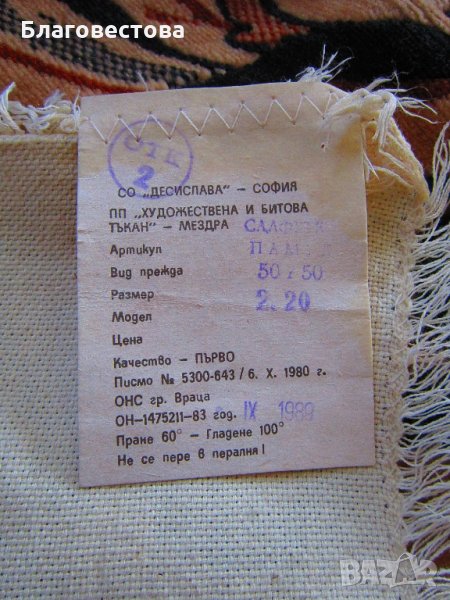 Благовестова
ОТК
2
СО „ДЕСИСЛАВА" – СОФИЯ
ПП „ХУДОЖЕСТВЕНА И БИТОВА
ТЪКАН" – МЕЗДРА
Артикул
Вид прежда
Размер 50 х 50
Модел 2.20
Цена
Качество – ПЪРВО
Писмо № 5300-643 / 6. X. 1980 г.
ОНС гр. Враца
ОН–1475211–83 год. IX 1989
Пране 60° – Гладене 100°
Не се пере в пералня !
BAZAR